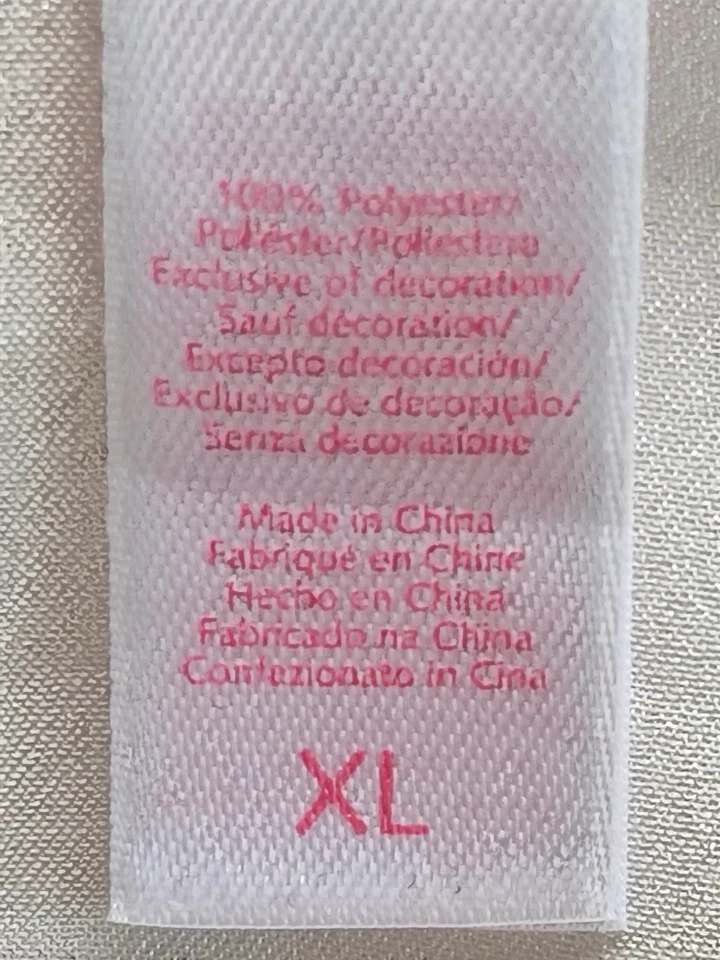 100% Polyester/
Poliéster/Poliestere
Exclusive of decoration/
Sauf décoration/
Excepto decoración/
Exclusivo de decoração/
Senza decorazione
Made in China
Fabriqué en Chine
Hecho en China
Fabricado na China
Confezionato in Cina
XL